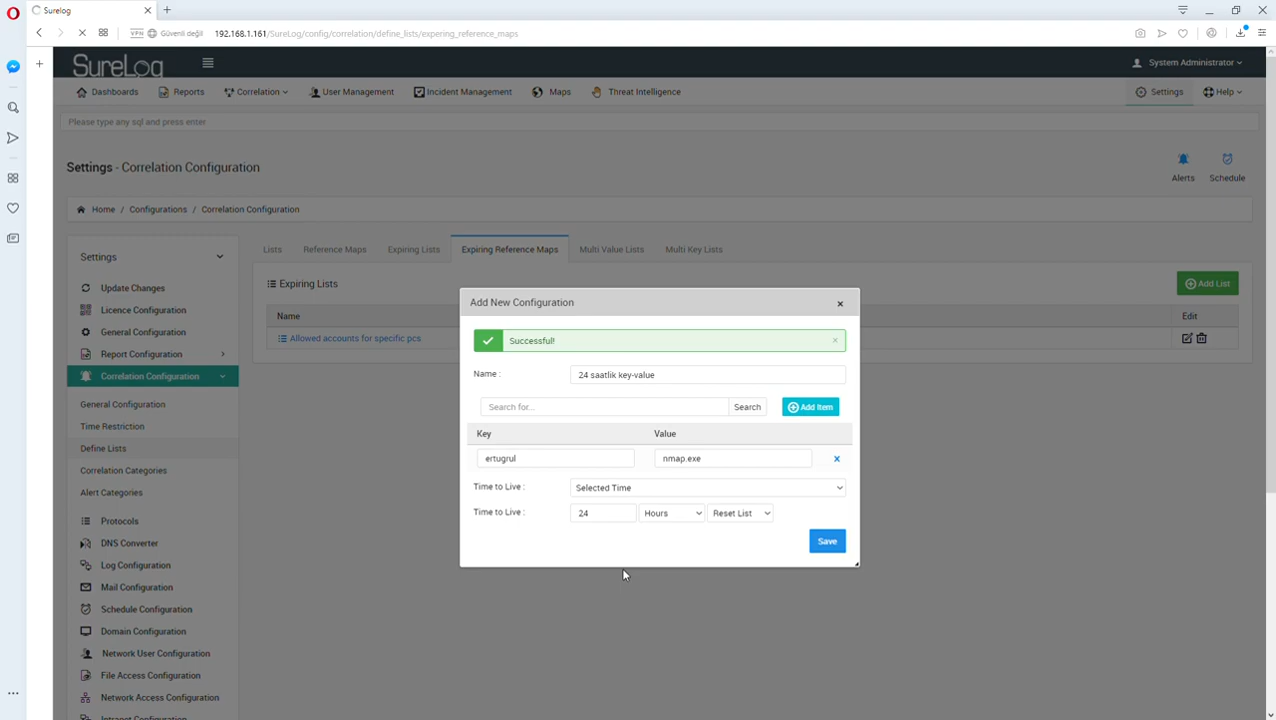 Surelog
VPN Güvenli değil 192.168.1.161/SureLog/config/correlation/define_lists/expering_reference_maps
SureLog
System Administrator
Dashboards Reports Correlation User Management Incident Management Maps Threat Intelligence Settings Help
Please type any sql and press enter
Settings - Correlation Configuration
Alerts Schedule
Home / Configurations / Correlation Configuration
Settings
Lists Reference Maps Expiring Lists Expiring Reference Maps Multi Value Lists Multi Key Lists
Update Changes
Licence Configuration
General Configuration
Report Configuration
Correlation Configuration
General Configuration
Time Restriction
Define Lists
Correlation Categories
Alert Categories
Protocols
DNS Converter
Log Configuration
Mail Configuration
Schedule Configuration
Domain Configuration
Network User Configuration
File Access Configuration
Network Access Configuration
Intranet Configuration
Expiring Lists
Add List
Name Edit
Allowed accounts for specific pcs
Add New Configuration ×
Successful! ×
Name : 24 saatlik key-value
Search for... Search Add Item
Key Value
ertugrul nmap.exe
Time to Live : Selected Time
Time to Live : 24 Hours Reset List
Save